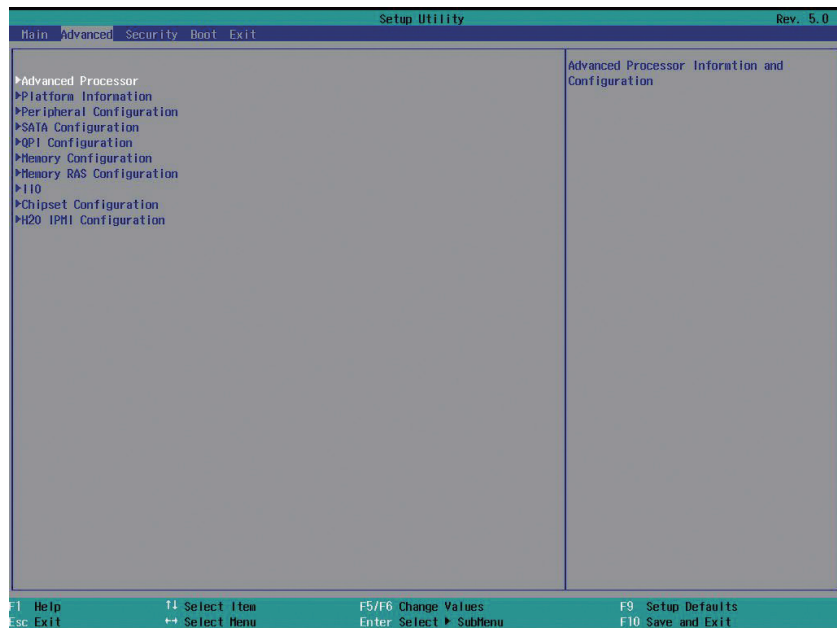 Setup Utility Rev. 5.0
Main Advanced Security Boot Exit
▶Advanced Processor
▶Platform Information
▶Peripheral Configuration
▶SATA Configuration
▶QPI Configuration
▶Memory Configuration
▶Memory RAS Configuration
▶IIO
▶Chipset Configuration
▶H2O IPMI Configuration
Advanced Processor Informtion and
Configuration
F1 Help ↑↓ Select Item F5/F6 Change Values F9 Setup Defaults
Esc Exit ↔ Select Menu Enter Select ▶ SubMenu F10 Save and Exit